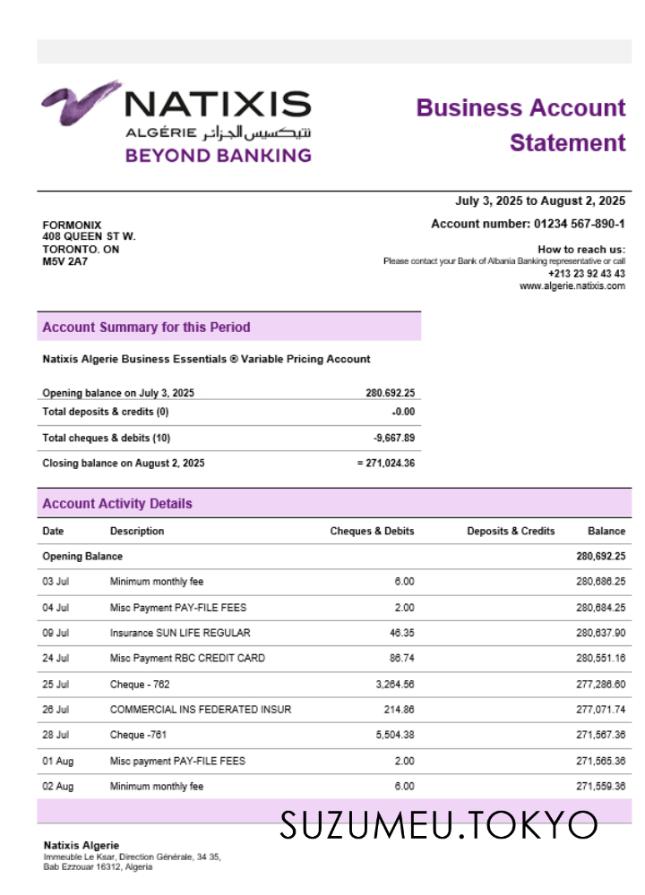 NATIXIS
ALGÉRIE نتيكسيس الجزائر
BEYOND BANKING
Business Account
Statement
July 3, 2025 to August 2, 2025
FORMONIX
408 QUEEN ST W.
TORONTO. ON
M5V 2A7
Account number: 01234 567-890-1
How to reach us:
Please contact your Bank of Albania Banking representative or call
+213 23 92 43 43
www.algerie.natixis.com
Account Summary for this Period
Natixis Algerie Business Essentials ® Variable Pricing Account
Opening balance on July 3, 2025 280.692.25
Total deposits & credits (0) -0.00
Total cheques & debits (10) -9,667.89
Closing balance on August 2, 2025 = 271,024.36
Account Activity Details
Date Description Cheques & Debits Deposits & Credits Balance
Opening Balance 280,692.25
03 Jul Minimum monthly fee 6.00 280,686.25
04 Jul Misc Payment PAY-FILE FEES 2.00 280,684.25
09 Jul Insurance SUN LIFE REGULAR 46.35 280,637.90
24 Jul Misc Payment RBC CREDIT CARD 86.74 280,551.16
25 Jul Cheque - 762 3,264.56 277,286.60
26 Jul COMMERCIAL INS FEDERATED INSUR 214.86 277,071.74
28 Jul Cheque -761 5,504.38 271,567.36
01 Aug Misc payment PAY-FILE FEES 2.00 271,565.36
02 Aug Minimum monthly fee 6.00 271,559.36
SUZUMEU.TOKYO
Natixis Algerie
Immeuble Le Ksar, Direction Générale, 34 35,
Bab Ezzouar 16312, Algeria